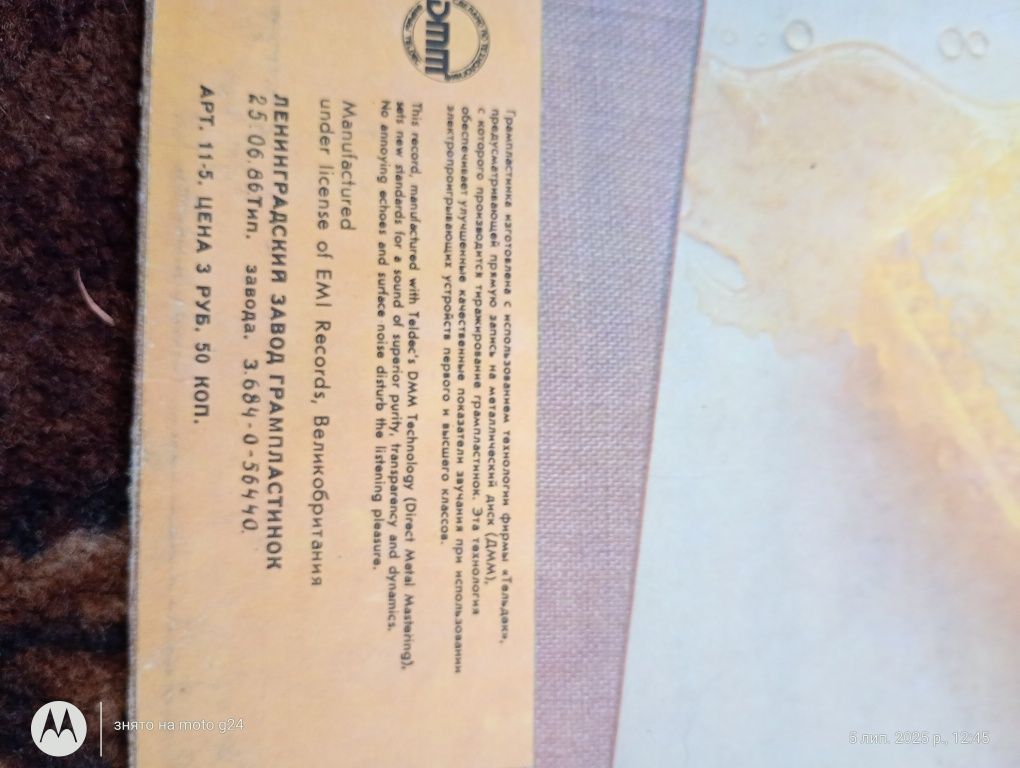 DMM
Грампластинка изготовлена с использованием технологии фирмы «Тельдек»,
предусматривающей прямую запись на металлический диск (ДММ),
с которого производится тиражирование грампластинок. Эта технология
обеспечивает улучшенные качественные показатели звучания при использовании
электропроигрывающих устройств первого и высшего классов.
This record, manufactured with Teldec's DMM Technology (Direct Metal Mastering),
sets new standards for a sound of superior purity, transparency and dynamics.
No annoying echoes and surface noise disturb the listening pleasure.
Manufactured
under license of EMI Records, Великобритания
ЛЕНИНГРАДСКИЙ ЗАВОД ГРАМПЛАСТИНОК
25.06.86Тип. завода. З.684-0-56440.
АРТ. 11-5. ЦЕНА 3 РУБ. 50 КОП.
знято на moto g24
5 лип. 2025 р., 12:45